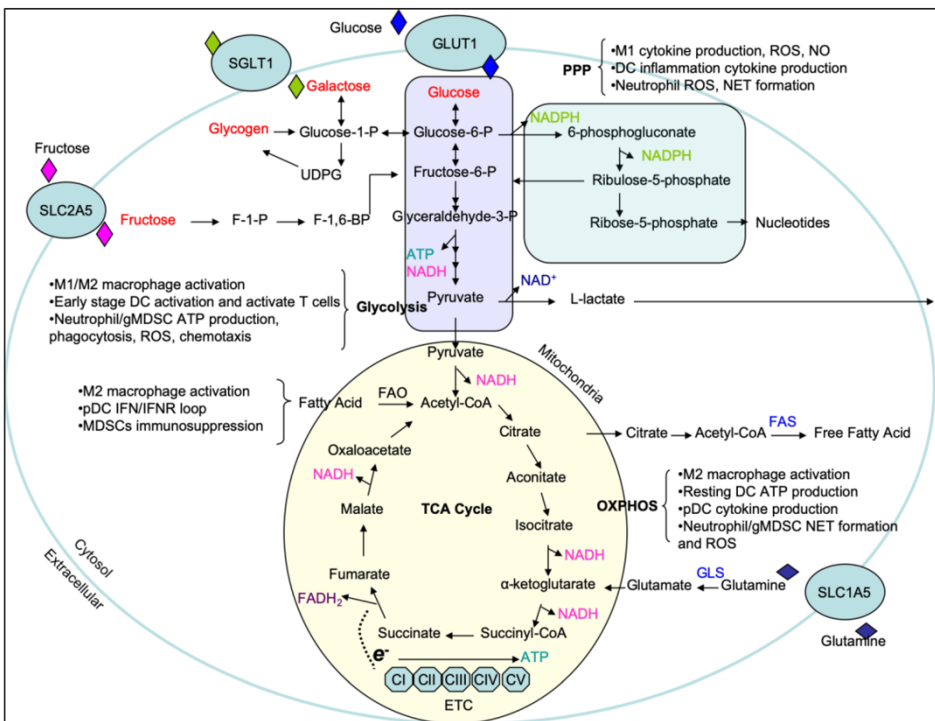 Glucose
GLUT1
SGLT1
Galactose
Glucose
PPP
•M1 cytokine production, ROS, NO
•DC inflammation cytokine production
•Neutrophil ROS, NET formation
Glycogen
Glucose-1-P
Glucose-6-P
NADPH
6-phosphogluconate
NADPH
UDPG
Fructose-6-P
Ribulose-5-phosphate
Fructose
SLC2A5
Fructose
F-1-P
F-1,6-BP
Glyceraldehyde-3-P
Ribose-5-phosphate
Nucleotides
ATP
NADH
NAD+
•M1/M2 macrophage activation
•Early stage DC activation and activate T cells
•Neutrophil/gMDSC ATP production,
phagocytosis, ROS, chemotaxis
Glycolysis
Pyruvate
L-lactate
Pyruvate
Mitochondria
NADH
•M2 macrophage activation
•pDC IFN/IFNR loop
•MDSCs immunosuppression
Fatty Acid
FAO
Acetyl-CoA
Citrate
Citrate
Acetyl-CoA
FAS
Free Fatty Acid
Oxaloacetate
NADH
Aconitate
Malate
TCA Cycle
Isocitrate
OXPHOS
•M2 macrophage activation
•Resting DC ATP production
•pDC cytokine production
•Neutrophil/gMDSC NET formation
and ROS
NADH
Cytosol
Extracellular
Fumarate
α-ketoglutarate
Glutamate
GLS
Glutamine
SLC1A5
Glutamine
FADH2
NADH
Succinate
Succinyl-CoA
e-
ATP
CI
CII
CIII
CIV
CV
ETC